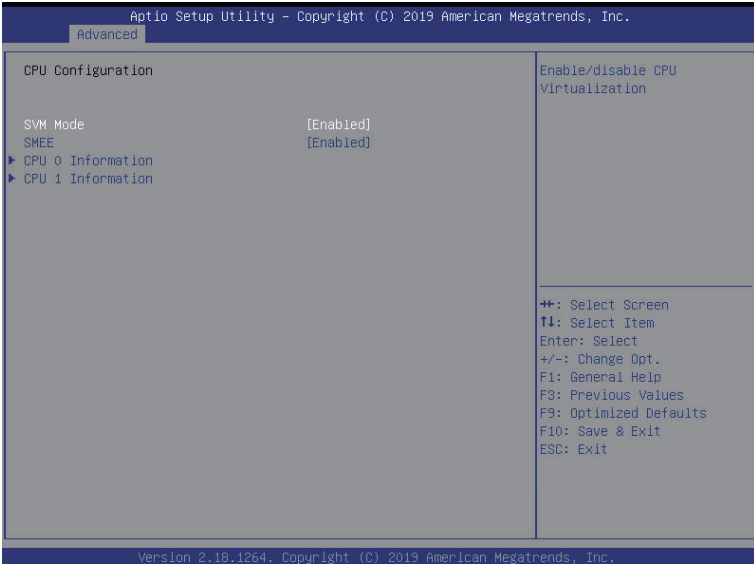 Aptio Setup Utility – Copyright (C) 2019 American Megatrends, Inc.
Advanced
CPU Configuration
SVM Mode [Enabled]
SMEE [Enabled]
CPU 0 Information
CPU 1 Information
Enable/disable CPU
Virtualization
→←: Select Screen
↑↓: Select Item
Enter: Select
+/-: Change Opt.
F1: General Help
F3: Previous Values
F9: Optimized Defaults
F10: Save & Exit
ESC: Exit
Version 2.18.1264. Copyright (C) 2019 American Megatrends, Inc.